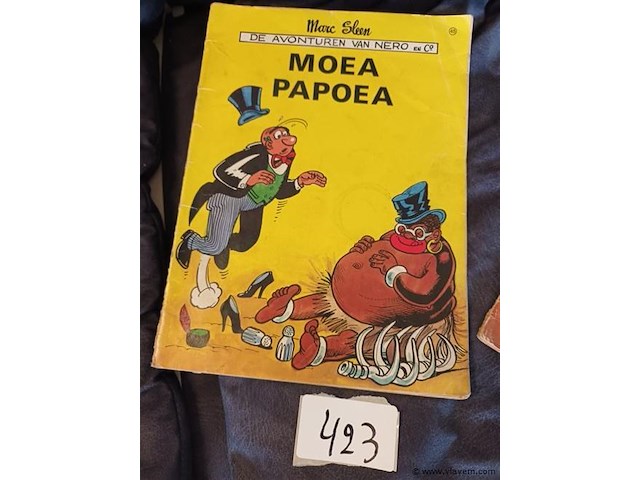 Marc Sleen
DE AVONTUREN VAN NERO EN Co
MOEA
PAPOEA
423
© www.vlavem.com